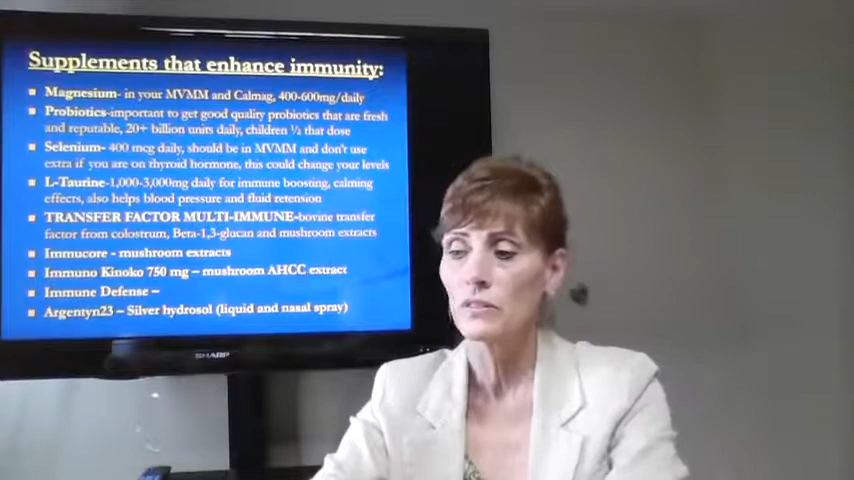 Supplements that enhance immunity:
▪ Magnesium- in your MVMM and Calmag, 400-600mg/daily
▪ Probiotics-important to get good quality probiotics that are fresh
and reputable, 20+ billion units daily, children ½ that dose
▪ Selenium- 400 mcg daily, should be in MVMM and don't use
extra if you are on thyroid hormone, this could change your levels
▪ L-Taurine-1,000-3,000mg daily for immune boosting, calming
effects, also helps blood pressure and fluid retention
▪ TRANSFER FACTOR MULTI-IMMUNE-bovine transfer
factor from colostrum, Beta-1,3-glucan and mushroom extracts
▪ Immucore - mushroom extracts
▪ Immuno Kinoko 750 mg – mushroom AHCC extract
▪ Immune Defense –
▪ Argentyn23 – Silver hydrosol (liquid and nasal spray)
SHARP